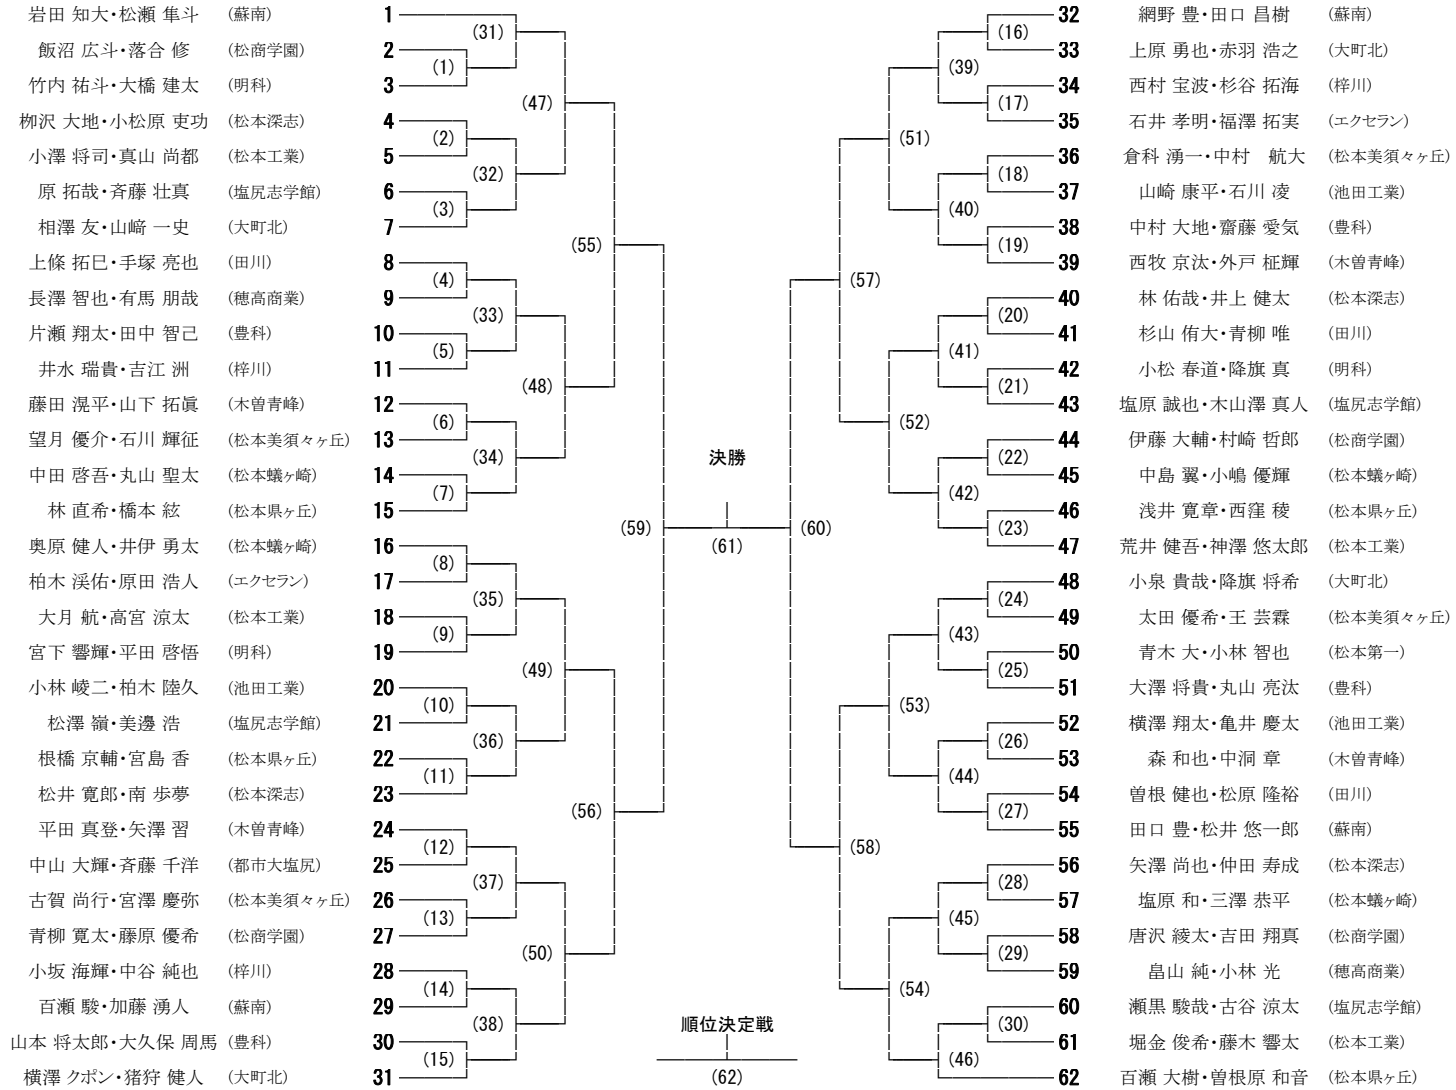 岩田 知大・松瀬 隼斗 (蘇南) 1
飯沼 広斗・落合 修 (松商学園) 2
竹内 祐斗・大橋 建太 (明科) 3
栁沢 大地・小松原 吏功 (松本深志) 4
小澤 将司・真山 尚都 (松本工業) 5
原 拓哉・斉藤 壮真 (塩尻志学館) 6
相澤 友・山﨑 一史 (大町北) 7
上條 拓巳・手塚 亮也 (田川) 8
長澤 智也・有馬 朋哉 (穂高商業) 9
片瀬 翔太・田中 智己 (豊科) 10
井水 瑞貴・吉江 洲 (梓川) 11
藤田 滉平・山下 拓眞 (木曽青峰) 12
望月 優介・石川 輝征 (松本美須々ヶ丘) 13
中田 啓吾・丸山 聖太 (松本蟻ヶ崎) 14
林 直希・橋本 絃 (松本県ヶ丘) 15
奥原 健人・井伊 勇太 (松本蟻ヶ崎) 16
柏木 渓佑・原田 浩人 (エクセラン) 17
大月 航・高宮 涼太 (松本工業) 18
宮下 響輝・平田 啓悟 (明科) 19
小林 崚二・柏木 陸久 (池田工業) 20
松澤 嶺・美邊 浩 (塩尻志学館) 21
根橋 京輔・宮島 香 (松本県ヶ丘) 22
松井 寛郎・南 歩夢 (松本深志) 23
平田 真登・矢澤 習 (木曽青峰) 24
中山 大輝・斉藤 千洋 (都市大塩尻) 25
古賀 尚行・宮澤 慶弥 (松本美須々ヶ丘) 26
青柳 寛太・藤原 優希 (松商学園) 27
小坂 海輝・中谷 純也 (梓川) 28
百瀬 駿・加藤 湧人 (蘇南) 29
山本 将太郎・大久保 周馬 (豊科) 30
横澤 クポン・猪狩 健人 (大町北) 31
(1)
(2)
(3)
(4)
(5)
(6)
(7)
(8)
(9)
(10)
(11)
(12)
(13)
(14)
(15)
(31)
(32)
(33)
(34)
(35)
(36)
(37)
(38)
(47)
(48)
(49)
(50)
(55)
(56)
(59)
決勝
(61)
順位決定戦
(62)
(60)
(57)
(58)
(51)
(52)
(53)
(54)
(39)
(40)
(41)
(42)
(43)
(44)
(45)
(46)
(16)
(17)
(18)
(19)
(20)
(21)
(22)
(23)
(24)
(25)
(26)
(27)
(28)
(29)
(30)
32 網野 豊・田口 昌樹 (蘇南)
33 上原 勇也・赤羽 浩之 (大町北)
34 西村 宝波・杉谷 拓海 (梓川)
35 石井 孝明・福澤 拓実 (エクセラン)
36 倉科 湧一・中村 航大 (松本美須々ヶ丘)
37 山崎 康平・石川 凌 (池田工業)
38 中村 大地・齋藤 愛気 (豊科)
39 西牧 京汰・外戸 柾輝 (木曽青峰)
40 林 佑哉・井上 健太 (松本深志)
41 杉山 侑大・青柳 唯 (田川)
42 小松 春道・降旗 真 (明科)
43 塩原 誠也・木山澤 真人 (塩尻志学館)
44 伊藤 大輔・村崎 哲郎 (松商学園)
45 中島 翼・小嶋 優輝 (松本蟻ヶ崎)
46 浅井 寛章・西窪 稜 (松本県ヶ丘)
47 荒井 健吾・神澤 悠太郎 (松本工業)
48 小泉 貴哉・降旗 将希 (大町北)
49 太田 優希・王 芸霖 (松本美須々ヶ丘)
50 青木 大・小林 智也 (松本第一)
51 大澤 将貴・丸山 亮汰 (豊科)
52 横澤 翔太・亀井 慶太 (池田工業)
53 森 和也・中洞 章 (木曽青峰)
54 曽根 健也・松原 隆裕 (田川)
55 田口 豊・松井 悠一郎 (蘇南)
56 矢澤 尚也・仲田 寿成 (松本深志)
57 塩原 和・三澤 恭平 (松本蟻ヶ崎)
58 唐沢 綾太・吉田 翔真 (松商学園)
59 畠山 純・小林 光 (穂高商業)
60 瀬黒 駿哉・古谷 涼太 (塩尻志学館)
61 堀金 俊希・藤木 響太 (松本工業)
62 百瀬 大樹・曽根原 和音 (松本県ヶ丘)